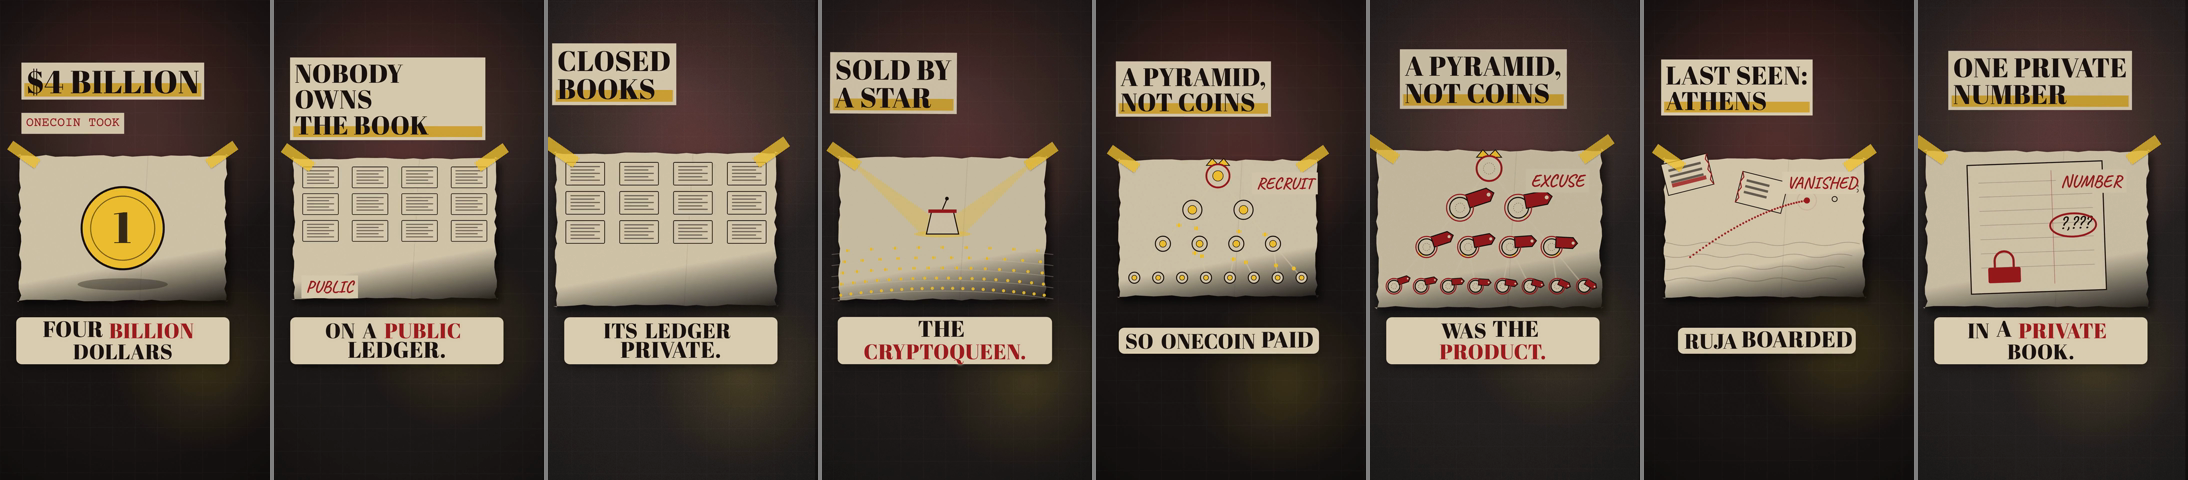 $4 BILLION
ONECOIN TOOK
1
FOUR BILLION
DOLLARS
NOBODY
OWNS
THE BOOK
PUBLIC
ON A PUBLIC
LEDGER.
CLOSED
BOOKS
ITS LEDGER
PRIVATE.
SOLD BY
A STAR
THE
CRYPTOQUEEN.
A PYRAMID,
NOT COINS
RECRUIT
SO ONECOIN PAID
A PYRAMID,
NOT COINS
EXCUSE
WAS THE
PRODUCT.
LAST SEEN:
ATHENS
VANISHED
RUJA BOARDED
ONE PRIVATE
NUMBER
NUMBER
?,???
IN A PRIVATE
BOOK.